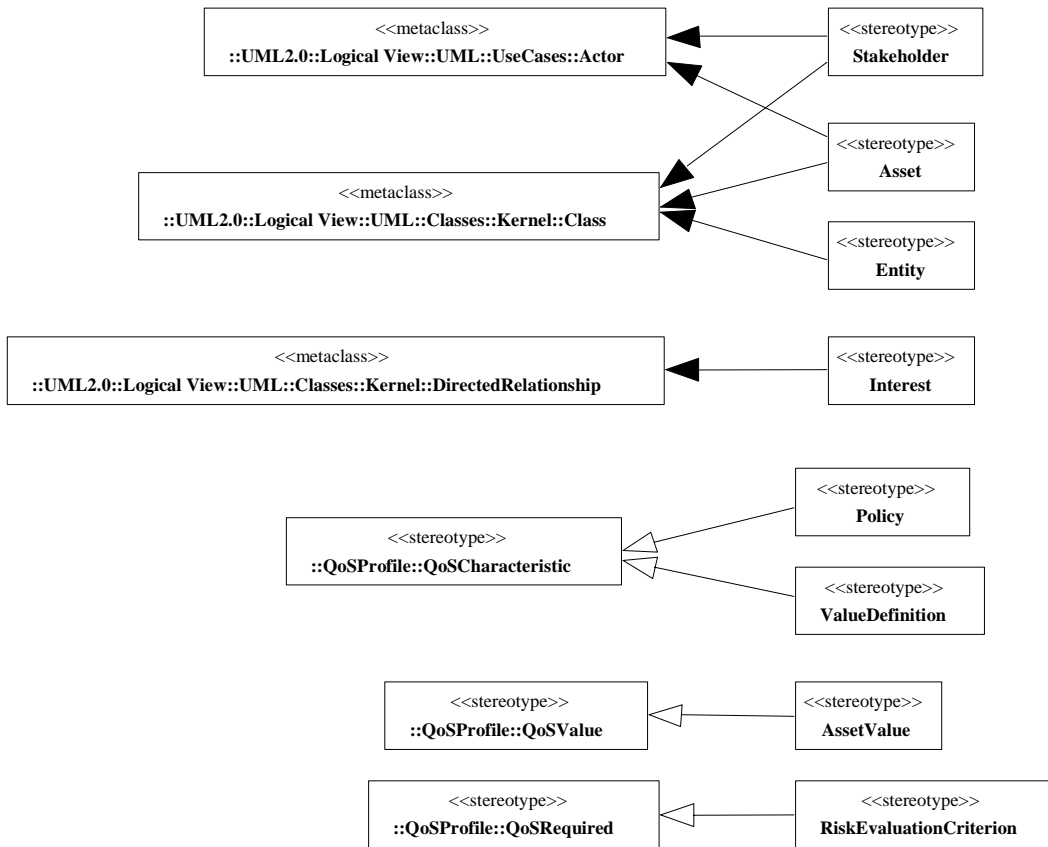 <<metaclass>>
::UML2.0::Logical View::UML::UseCases::Actor
<<stereotype>>
Stakeholder
<<stereotype>>
Asset
<<metaclass>>
::UML2.0::Logical View::UML::Classes::Kernel::Class
<<stereotype>>
Entity
<<metaclass>>
::UML2.0::Logical View::UML::Classes::Kernel::DirectedRelationship
<<stereotype>>
Interest
<<stereotype>>
Policy
<<stereotype>>
::QoSProfile::QoSCharacteristic
<<stereotype>>
ValueDefinition
<<stereotype>>
::QoSProfile::QoSValue
<<stereotype>>
AssetValue
<<stereotype>>
::QoSProfile::QoSRequired
<<stereotype>>
RiskEvaluationCriterion